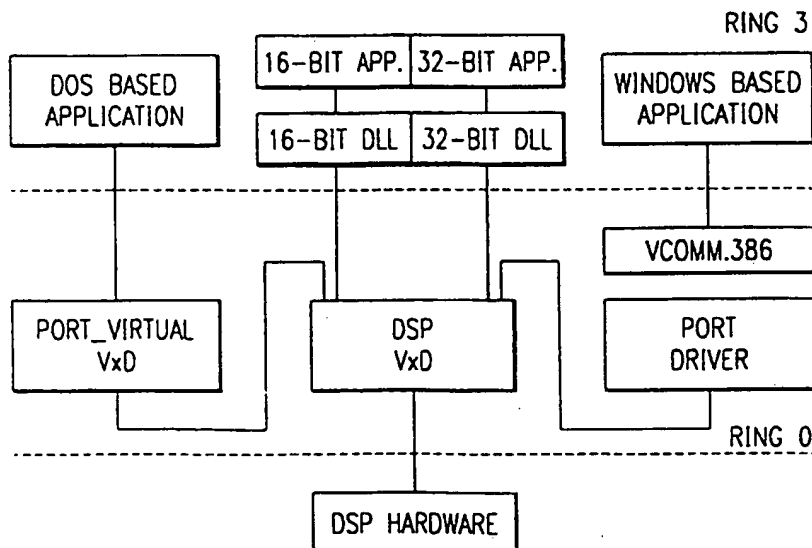 RING 3
DOS BASED
APPLICATION
16-BIT APP.
32-BIT APP.
16-BIT DLL
32-BIT DLL
WINDOWS BASED
APPLICATION
VCOMM.386
PORT_VIRTUAL
VxD
DSP
VxD
PORT
DRIVER
RING 0
DSP HARDWARE